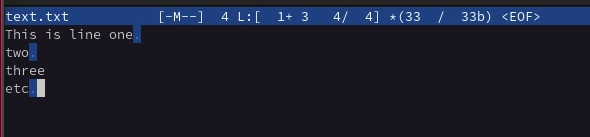 text.txt [-M--] 4 L:[ 1+ 3 4/ 4] *(33 / 33b) <EOF>
This is line one.
two.
three
etc.